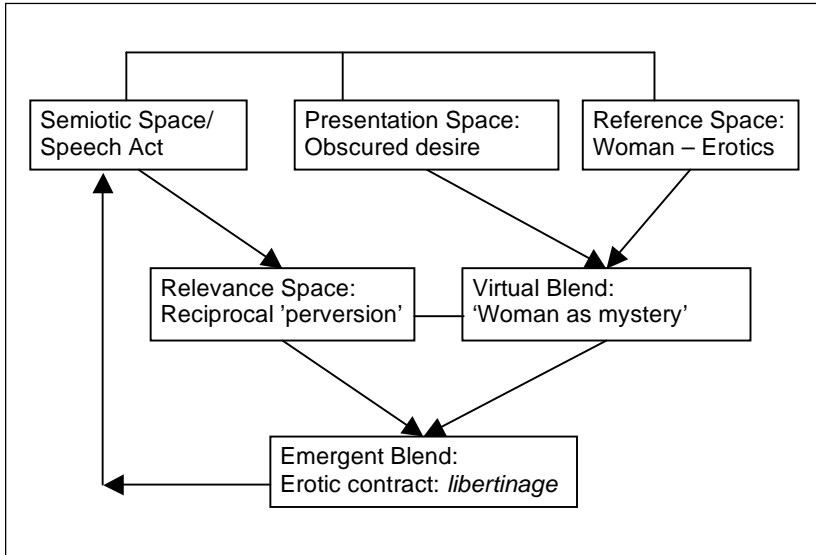 Semiotic Space/
Speech Act
Presentation Space:
Obscured desire
Reference Space:
Woman – Erotics
Relevance Space:
Reciprocal ’perversion’
Virtual Blend:
‘Woman as mystery’
Emergent Blend:
Erotic contract: libertinage